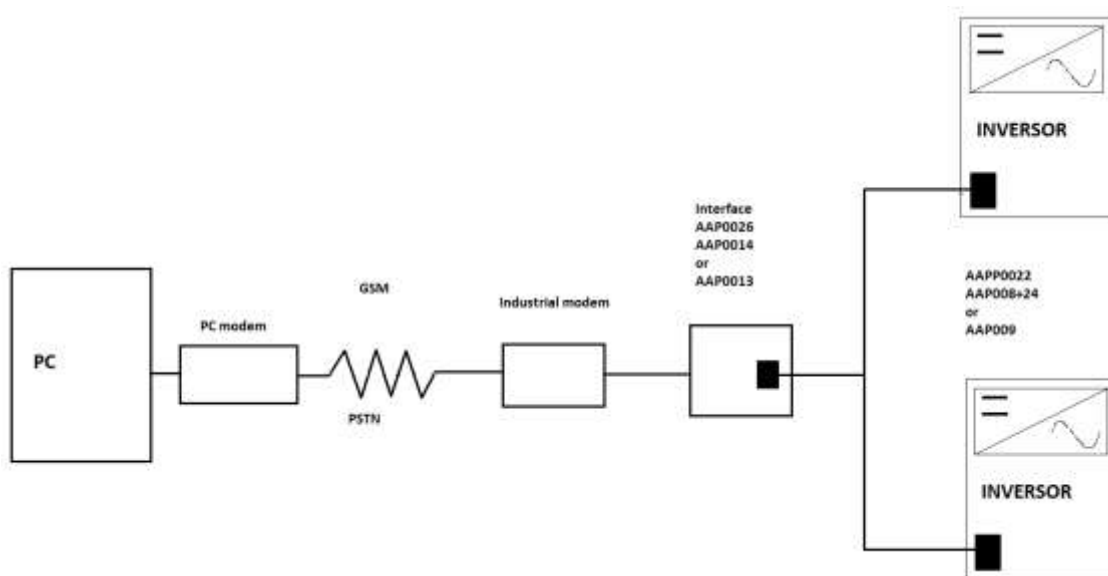 INVERSOR
Interface
AAP0026
AAP0014
or
AAP0013
GSM
Industrial modem
PC modem
PC
PSTN
AAPP0022
AAP008+24
or
AAP009
INVERSOR